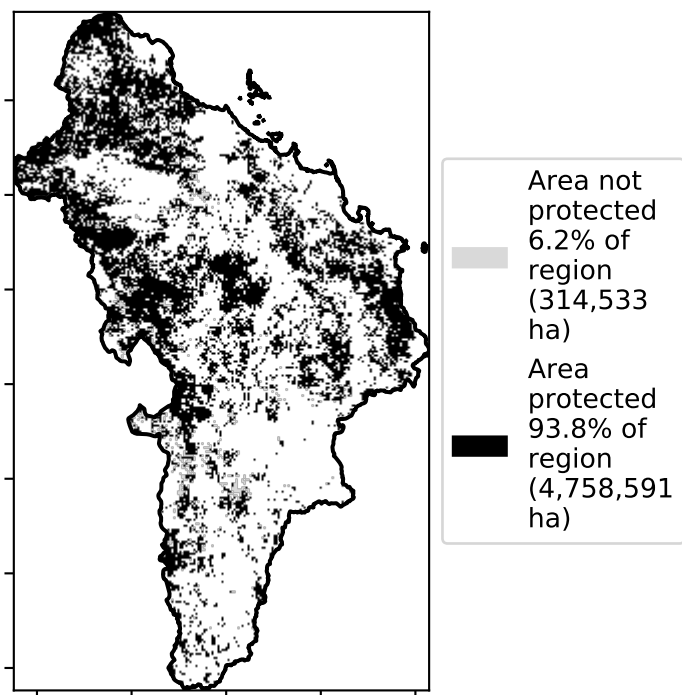 Area not
protected
6.2% of
region
(314,533
ha)
Area
protected
93.8% of
region
(4,758,591
ha)